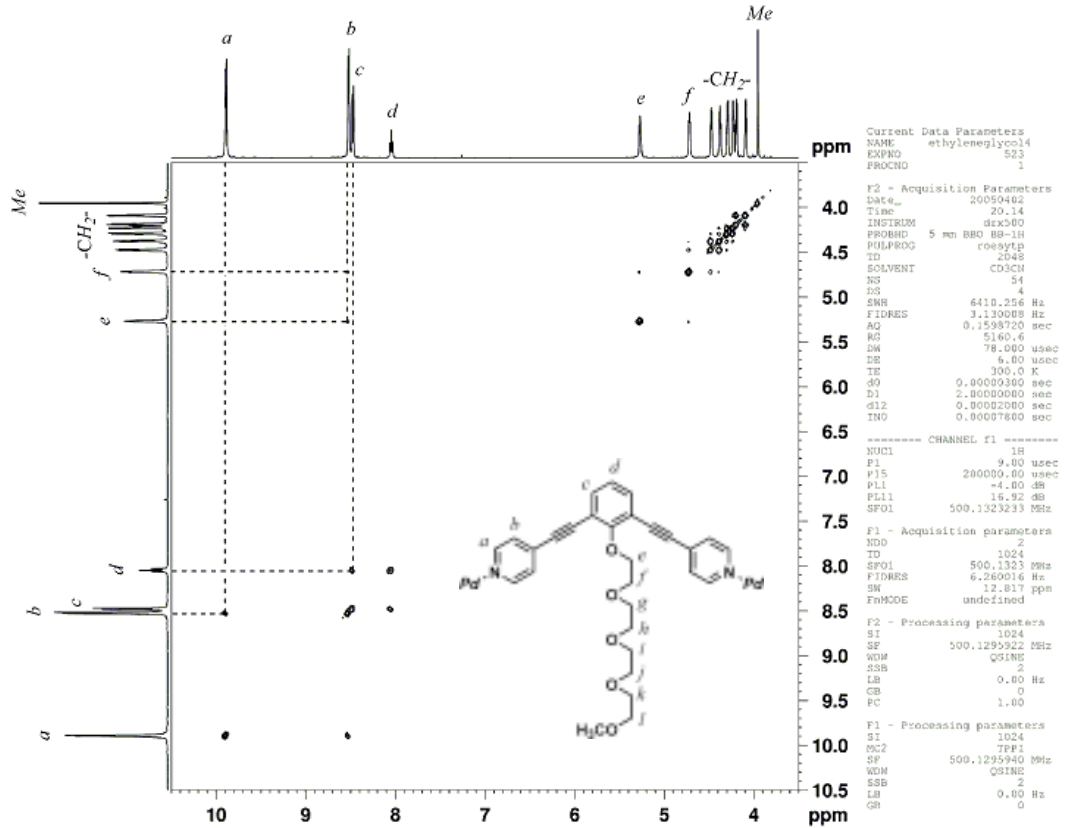 Me
b
a
c
-CH2-
d
e
f
ppm
Me
-CH2-
f
e
d
c
b
a
4.0
4.5
5.0
5.5
6.0
6.5
7.0
7.5
8.0
8.5
9.0
9.5
10.0
10.5
10
9
8
7
6
5
4
ppm
d
c
b
a
N
Pd
N
Pd
O
e
f
O
g
h
O
i
j
O
k
l
H3CO
Current Data Parameters
NAME ethyleneglycol4
EXPNO 523
PROCNO 1
F2 - Acquisition Parameters
Date_ 20050402
Time 20.14
INSTRUM drx500
PROBHD 5 mm BBO BB-1H
PULPROG roesytp
TD 2048
SOLVENT CD3CN
NS 54
DS 4
SWH 6410.256 Hz
FIDRES 3.130008 Hz
AQ 0.1598720 sec
RG 5160.6
DW 78.000 usec
DE 6.00 usec
TE 300.0 K
d0 0.00000300 sec
D1 2.00000000 sec
d12 0.00002000 sec
IN0 0.00007800 sec
======== CHANNEL f1 ========
NUC1 1H
P1 9.00 usec
P15 200000.00 usec
PL1 -4.00 dB
PL11 16.92 dB
SFO1 500.1323233 MHz
F1 - Acquisition parameters
ND0 2
TD 1024
SFO1 500.1323 MHz
FIDRES 6.260016 Hz
SW 12.817 ppm
FnMODE undefined
F2 - Processing parameters
SI 1024
SF 500.1295922 MHz
WDW QSINE
SSB 2
LB 0.00 Hz
GB 0
PC 1.00
F1 - Processing parameters
SI 1024
MC2 TPPI
SF 500.1295940 MHz
WDW QSINE
SSB 2
LB 0.00 Hz
GB 0